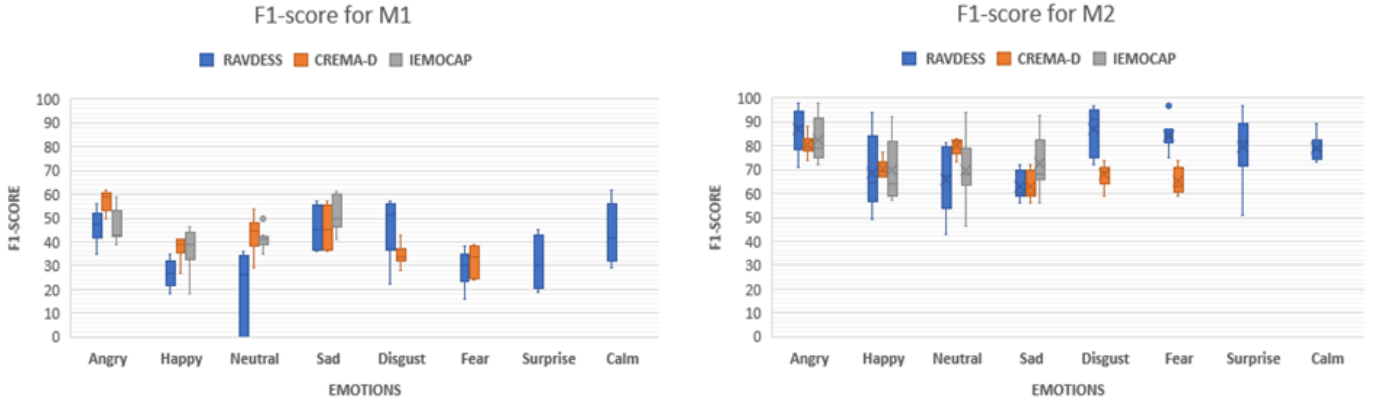 F1-score for M1
RAVDESS CREMA-D IEMOCAP
100
90
80
70
60
50
40
30
20
10
0
F1-SCORE
Angry Happy Neutral Sad Disgust Fear Surprise Calm
EMOTIONS
F1-score for M2
RAVDESS CREMA-D IEMOCAP
100
90
80
70
60
50
40
30
20
10
0
F1-SCORE
Angry Happy Neutral Sad Disgust Fear Surprise Calm
EMOTIONS